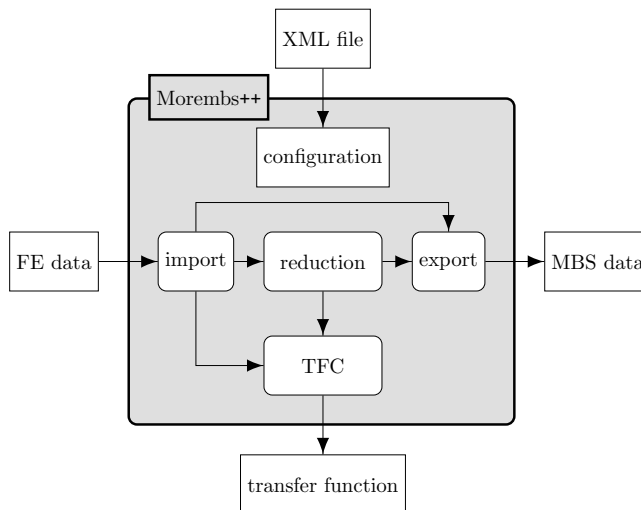 XML file
Morembs++
configuration
FE data
import
reduction
export
MBS data
TFC
transfer function